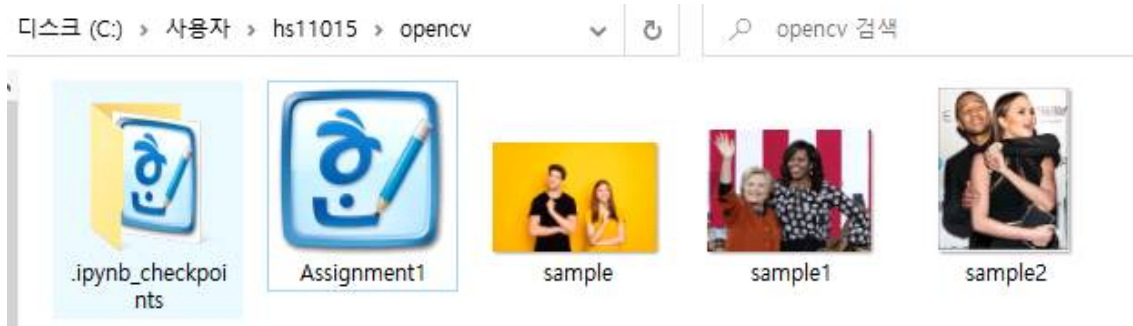 디스크 (C:) › 사용자 › hs11015 › opencv
opencv 검색
.ipynb_checkpoi
nts
Assignment1
sample
sample1
sample2